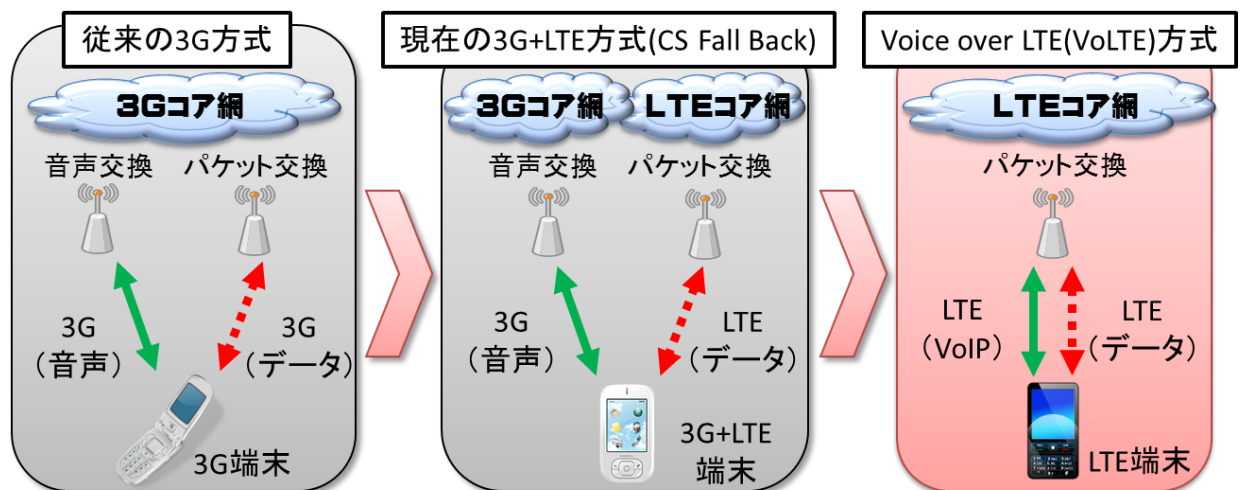 従来の3G方式
3Gコア網
音声交換 パケット交換
3G
(音声)
3G
(データ)
3G端末
現在の3G+LTE方式(CS Fall Back)
3Gコア網 LTEコア網
音声交換 パケット交換
3G
(音声)
LTE
(データ)
3G+LTE
端末
Voice over LTE(VoLTE)方式
LTEコア網
パケット交換
LTE
(VoIP)
LTE
(データ)
LTE端末